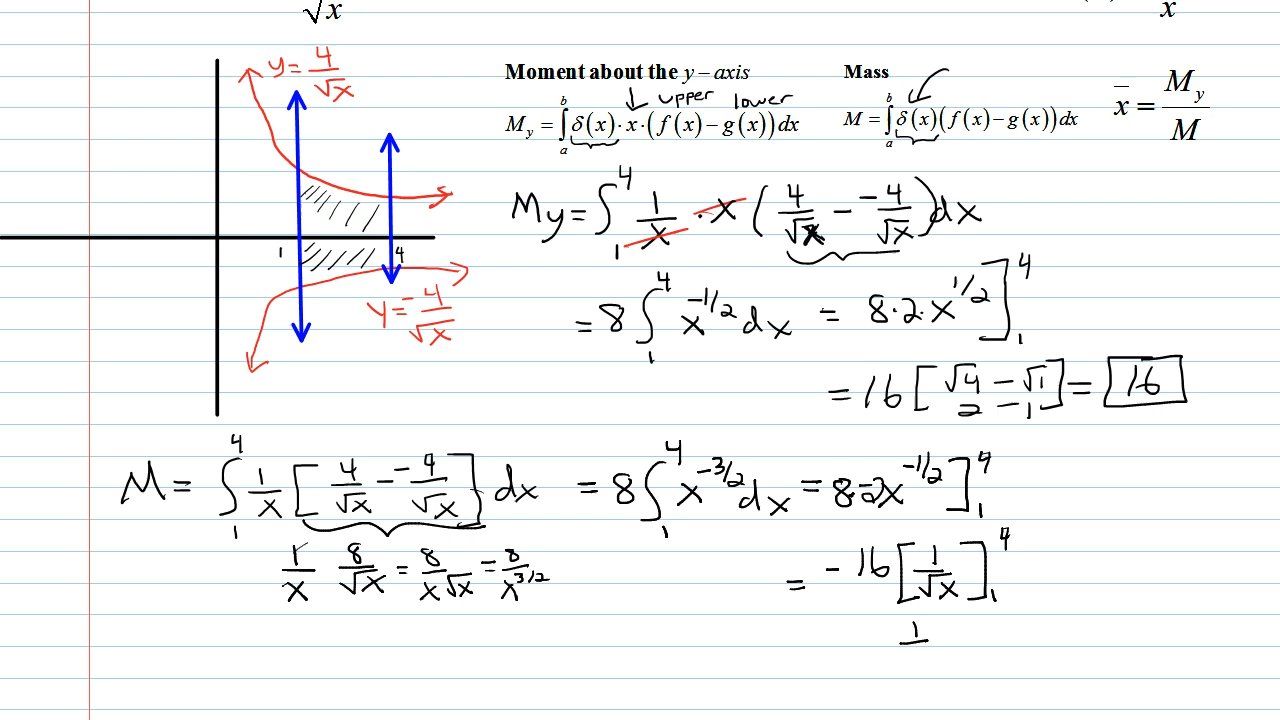 √x
(x)
x
y = 4/√x
Moment about the y – axis
upper lower
M_y = ∫_a^b δ(x)·x·(f(x) – g(x))dx
Mass
M = ∫_a^b δ(x)(f(x) – g(x))dx
x̄ = M_y/M
1 4
y = -4/√x
My = ∫_1^4 1/x · x (4/√x – -4/√x)dx
= 8∫_1^4 x^(-1/2) dx = 8·2·x^(1/2)]_1^4
= 16[√4 – √1] = 16
2 – 1
M = ∫_1^4 1/x [4/√x – -4/√x] dx = 8∫_1^4 x^(-3/2) dx = 8·-2x^(-1/2)]_1^4
1/x 8/√x = 8/x√x = 8/x^(3/2)
= -16[1/√x]_1^4
1